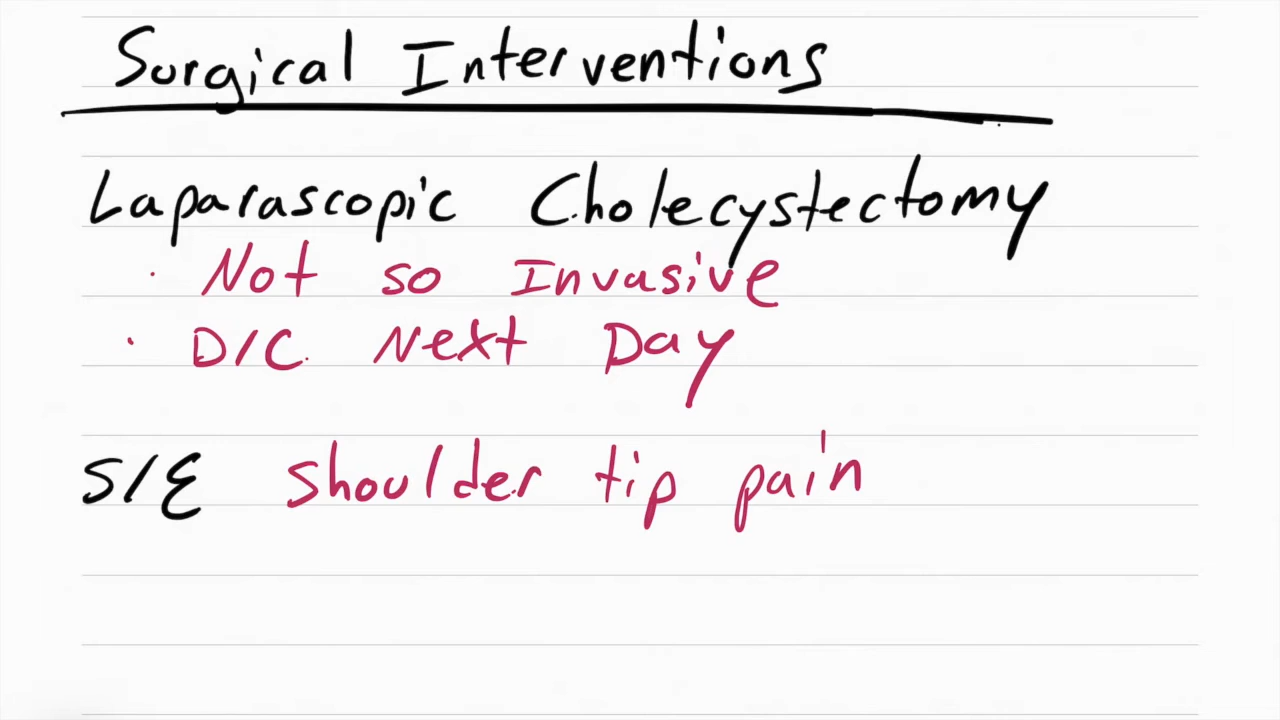 Surgical Interventions
Laparascopic Cholecystectomy
· Not so Invasive
· D/C Next Day
S/E shoulder tip pain